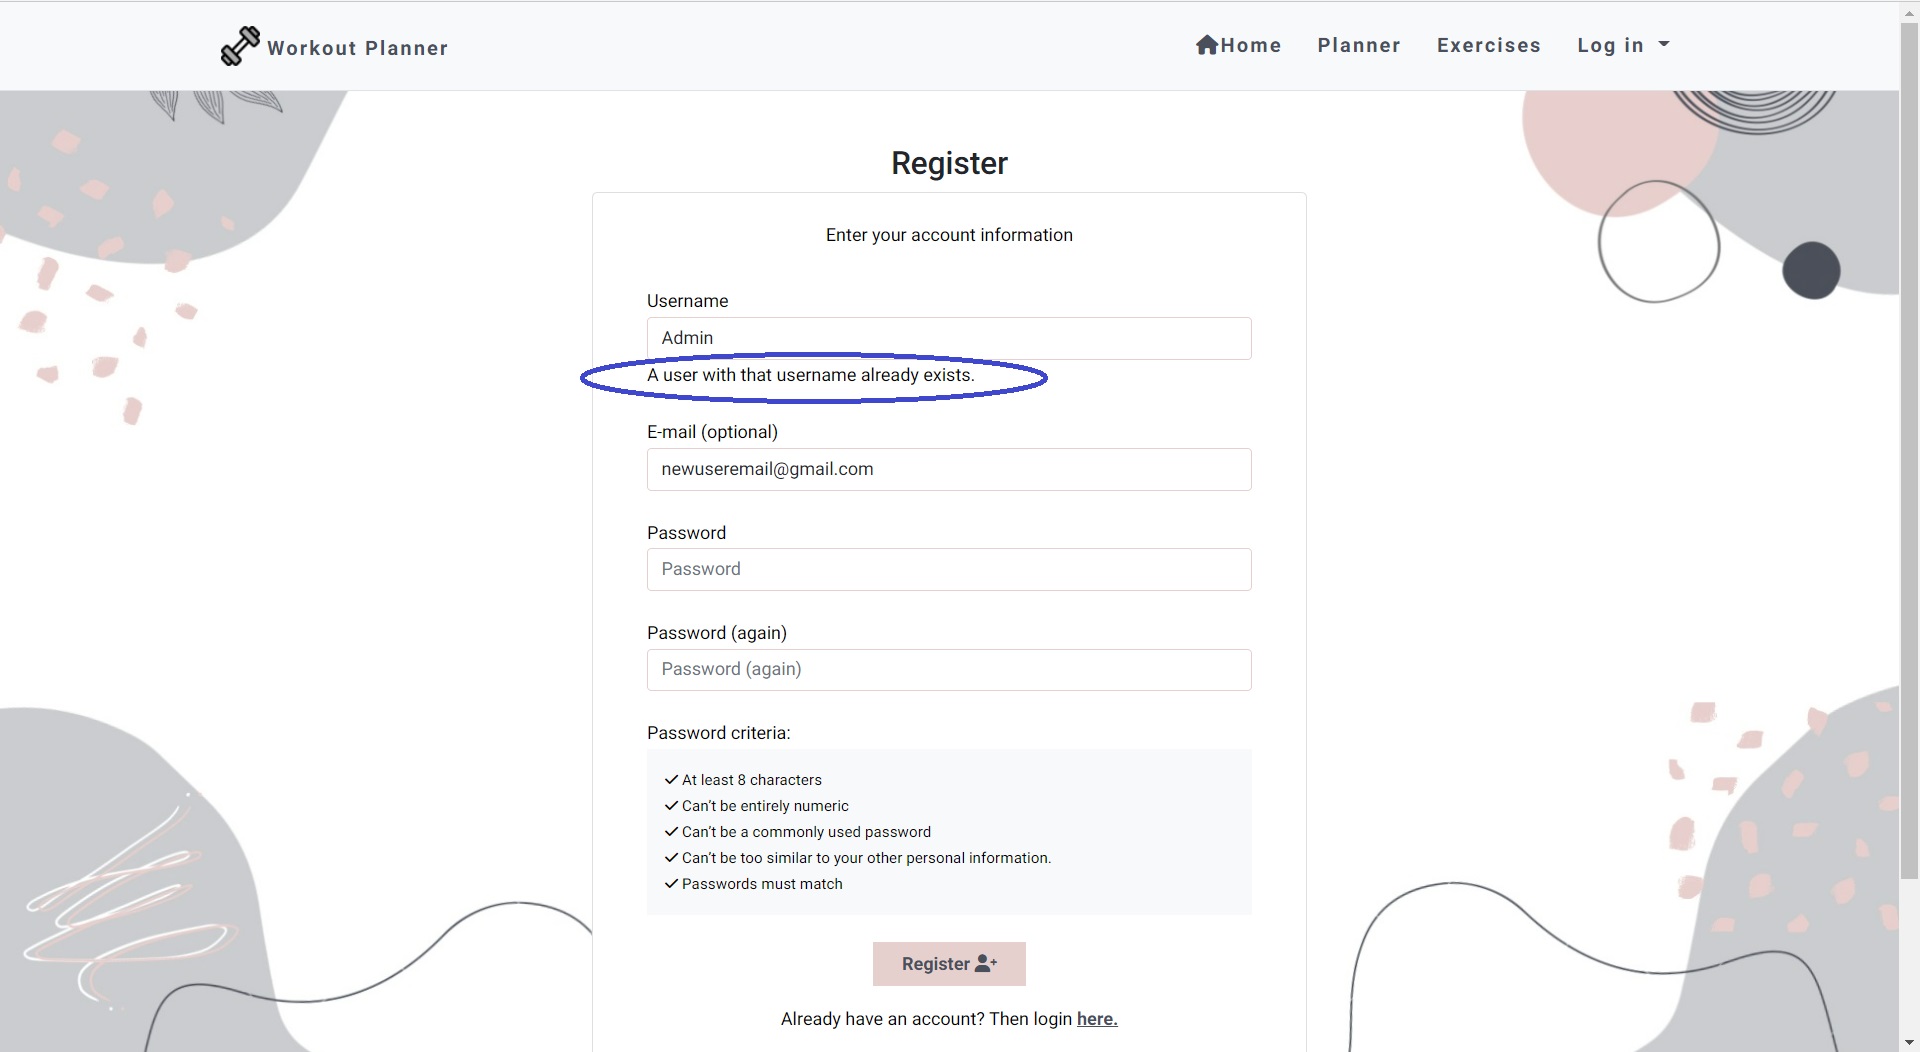 Workout Planner
Home Planner Exercises Log in
Register
Enter your account information
Username
Admin
A user with that username already exists.
E-mail (optional)
newuseremail@gmail.com
Password
Password
Password (again)
Password (again)
Password criteria:
At least 8 characters
Can't be entirely numeric
Can't be a commonly used password
Can't be too similar to your other personal information.
Passwords must match
Register
Already have an account? Then login here.